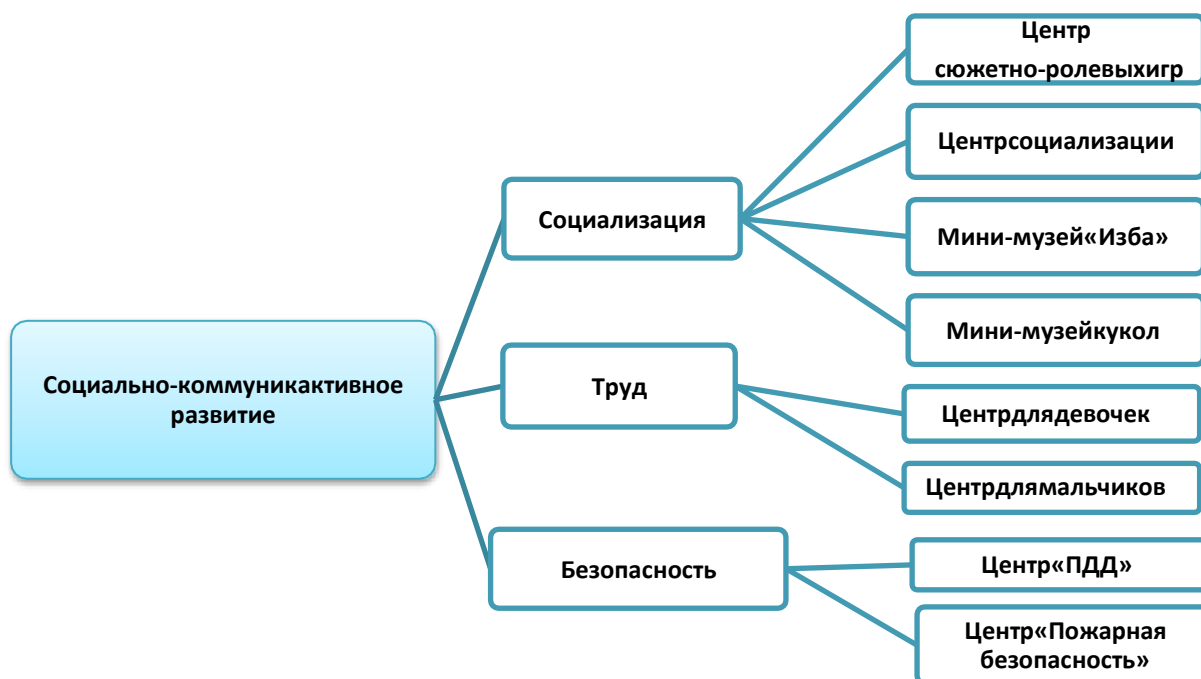 Социально-коммуникактивное
развитие
Социализация
Центр
сюжетно-ролевыхигр
Центрсоциализации
Мини-музей«Изба»
Мини-музейкукол
Труд
Центрдлядевочек
Центрдлямальчиков
Безопасность
Центр«ПДД»
Центр«Пожарная
безопасность»